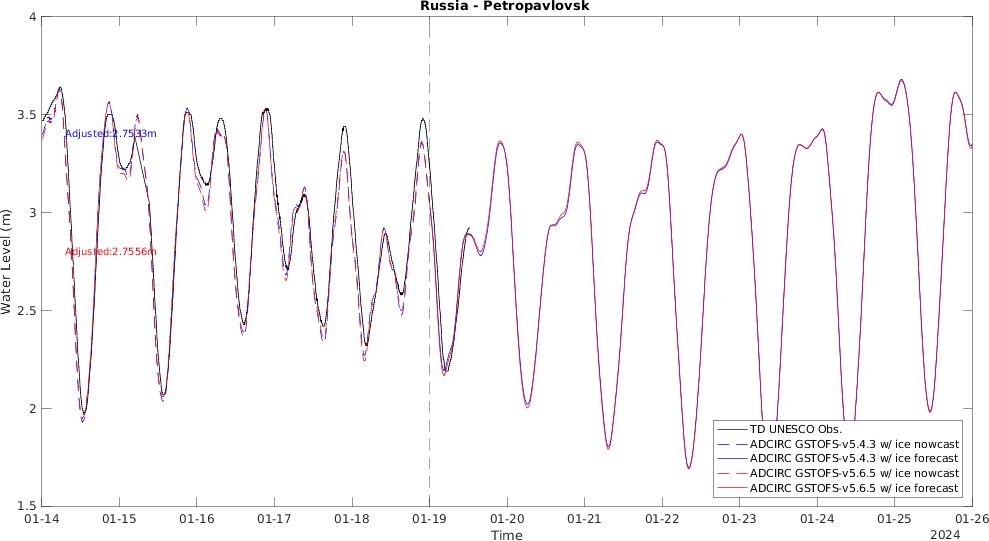 Russia - Petropavlovsk
4
3.5
3
2.5
2
1.5
Water Level (m)
Adjusted:2.7533m
Adjusted:2.7556m
TD UNESCO Obs.
ADCIRC GSTOFS-v5.4.3 w/ ice nowcast
ADCIRC GSTOFS-v5.4.3 w/ ice forecast
ADCIRC GSTOFS-v5.6.5 w/ ice nowcast
ADCIRC GSTOFS-v5.6.5 w/ ice forecast
01-14 01-15 01-16 01-17 01-18 01-19 01-20 01-21 01-22 01-23 01-24 01-25 01-26
Time
2024